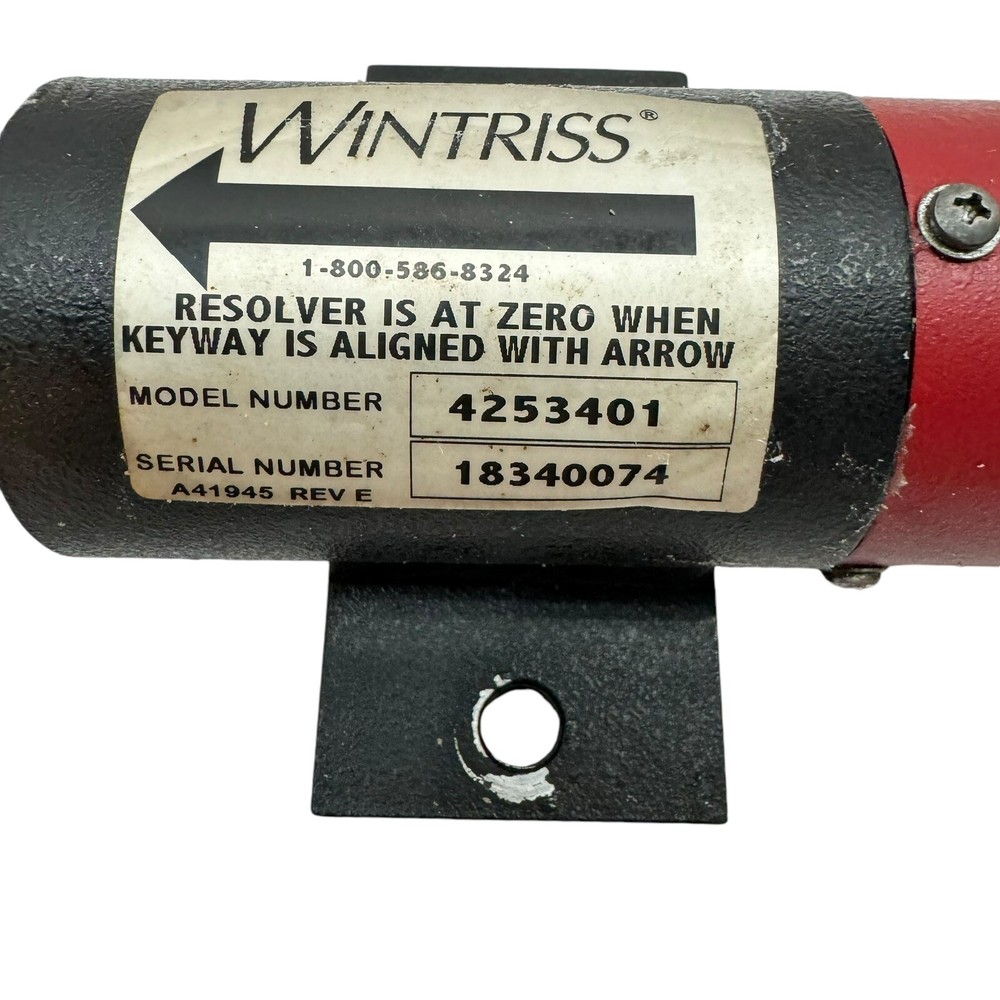 WINTRISS®
1-800-586-8324
RESOLVER IS AT ZERO WHEN
KEYWAY IS ALIGNED WITH ARROW
MODEL NUMBER 4253401
SERIAL NUMBER 18340074
A41945 REV E